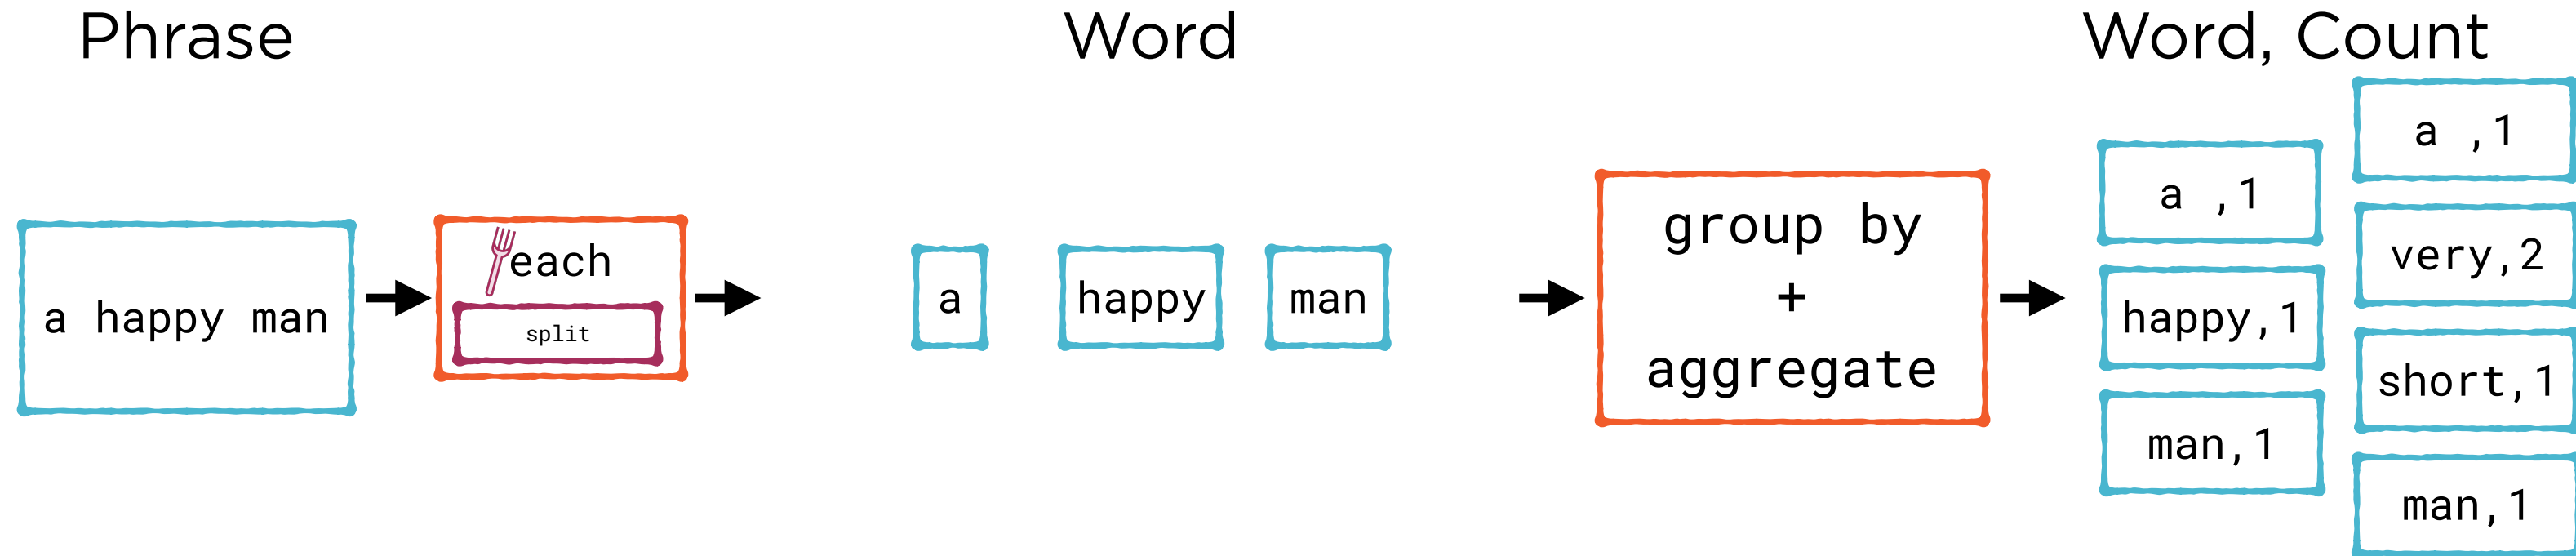 Phrase
Word
Word, Count
a happy man
each
split
a
happy
man
group by
+
aggregate
a ,1
happy,1
man,1
a ,1
very,2
short,1
man,1